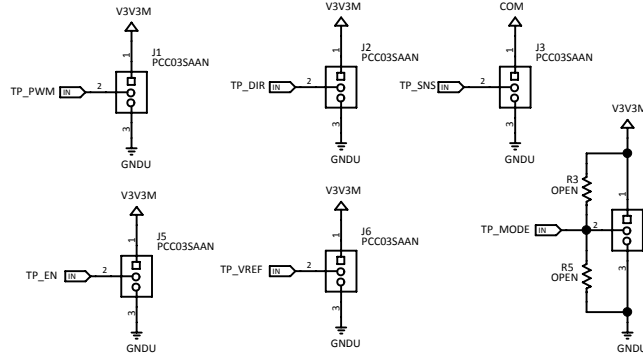 V3V3M
J1
PCC03SAAN
1
TP_PWM IN 2
3
GNDU
V3V3M
J2
PCC03SAAN
1
TP_DIR IN 2
3
GNDU
COM
J3
PCC03SAAN
1
TP_SNS IN 2
3
GNDU
V3V3M
J5
PCC03SAAN
1
TP_EN IN 2
3
GNDU
V3V3M
J6
PCC03SAAN
1
TP_VREF IN 2
3
GNDU
V3V3M
R3
OPEN
1
TP_MODE IN 2
R5
OPEN
3
GNDU